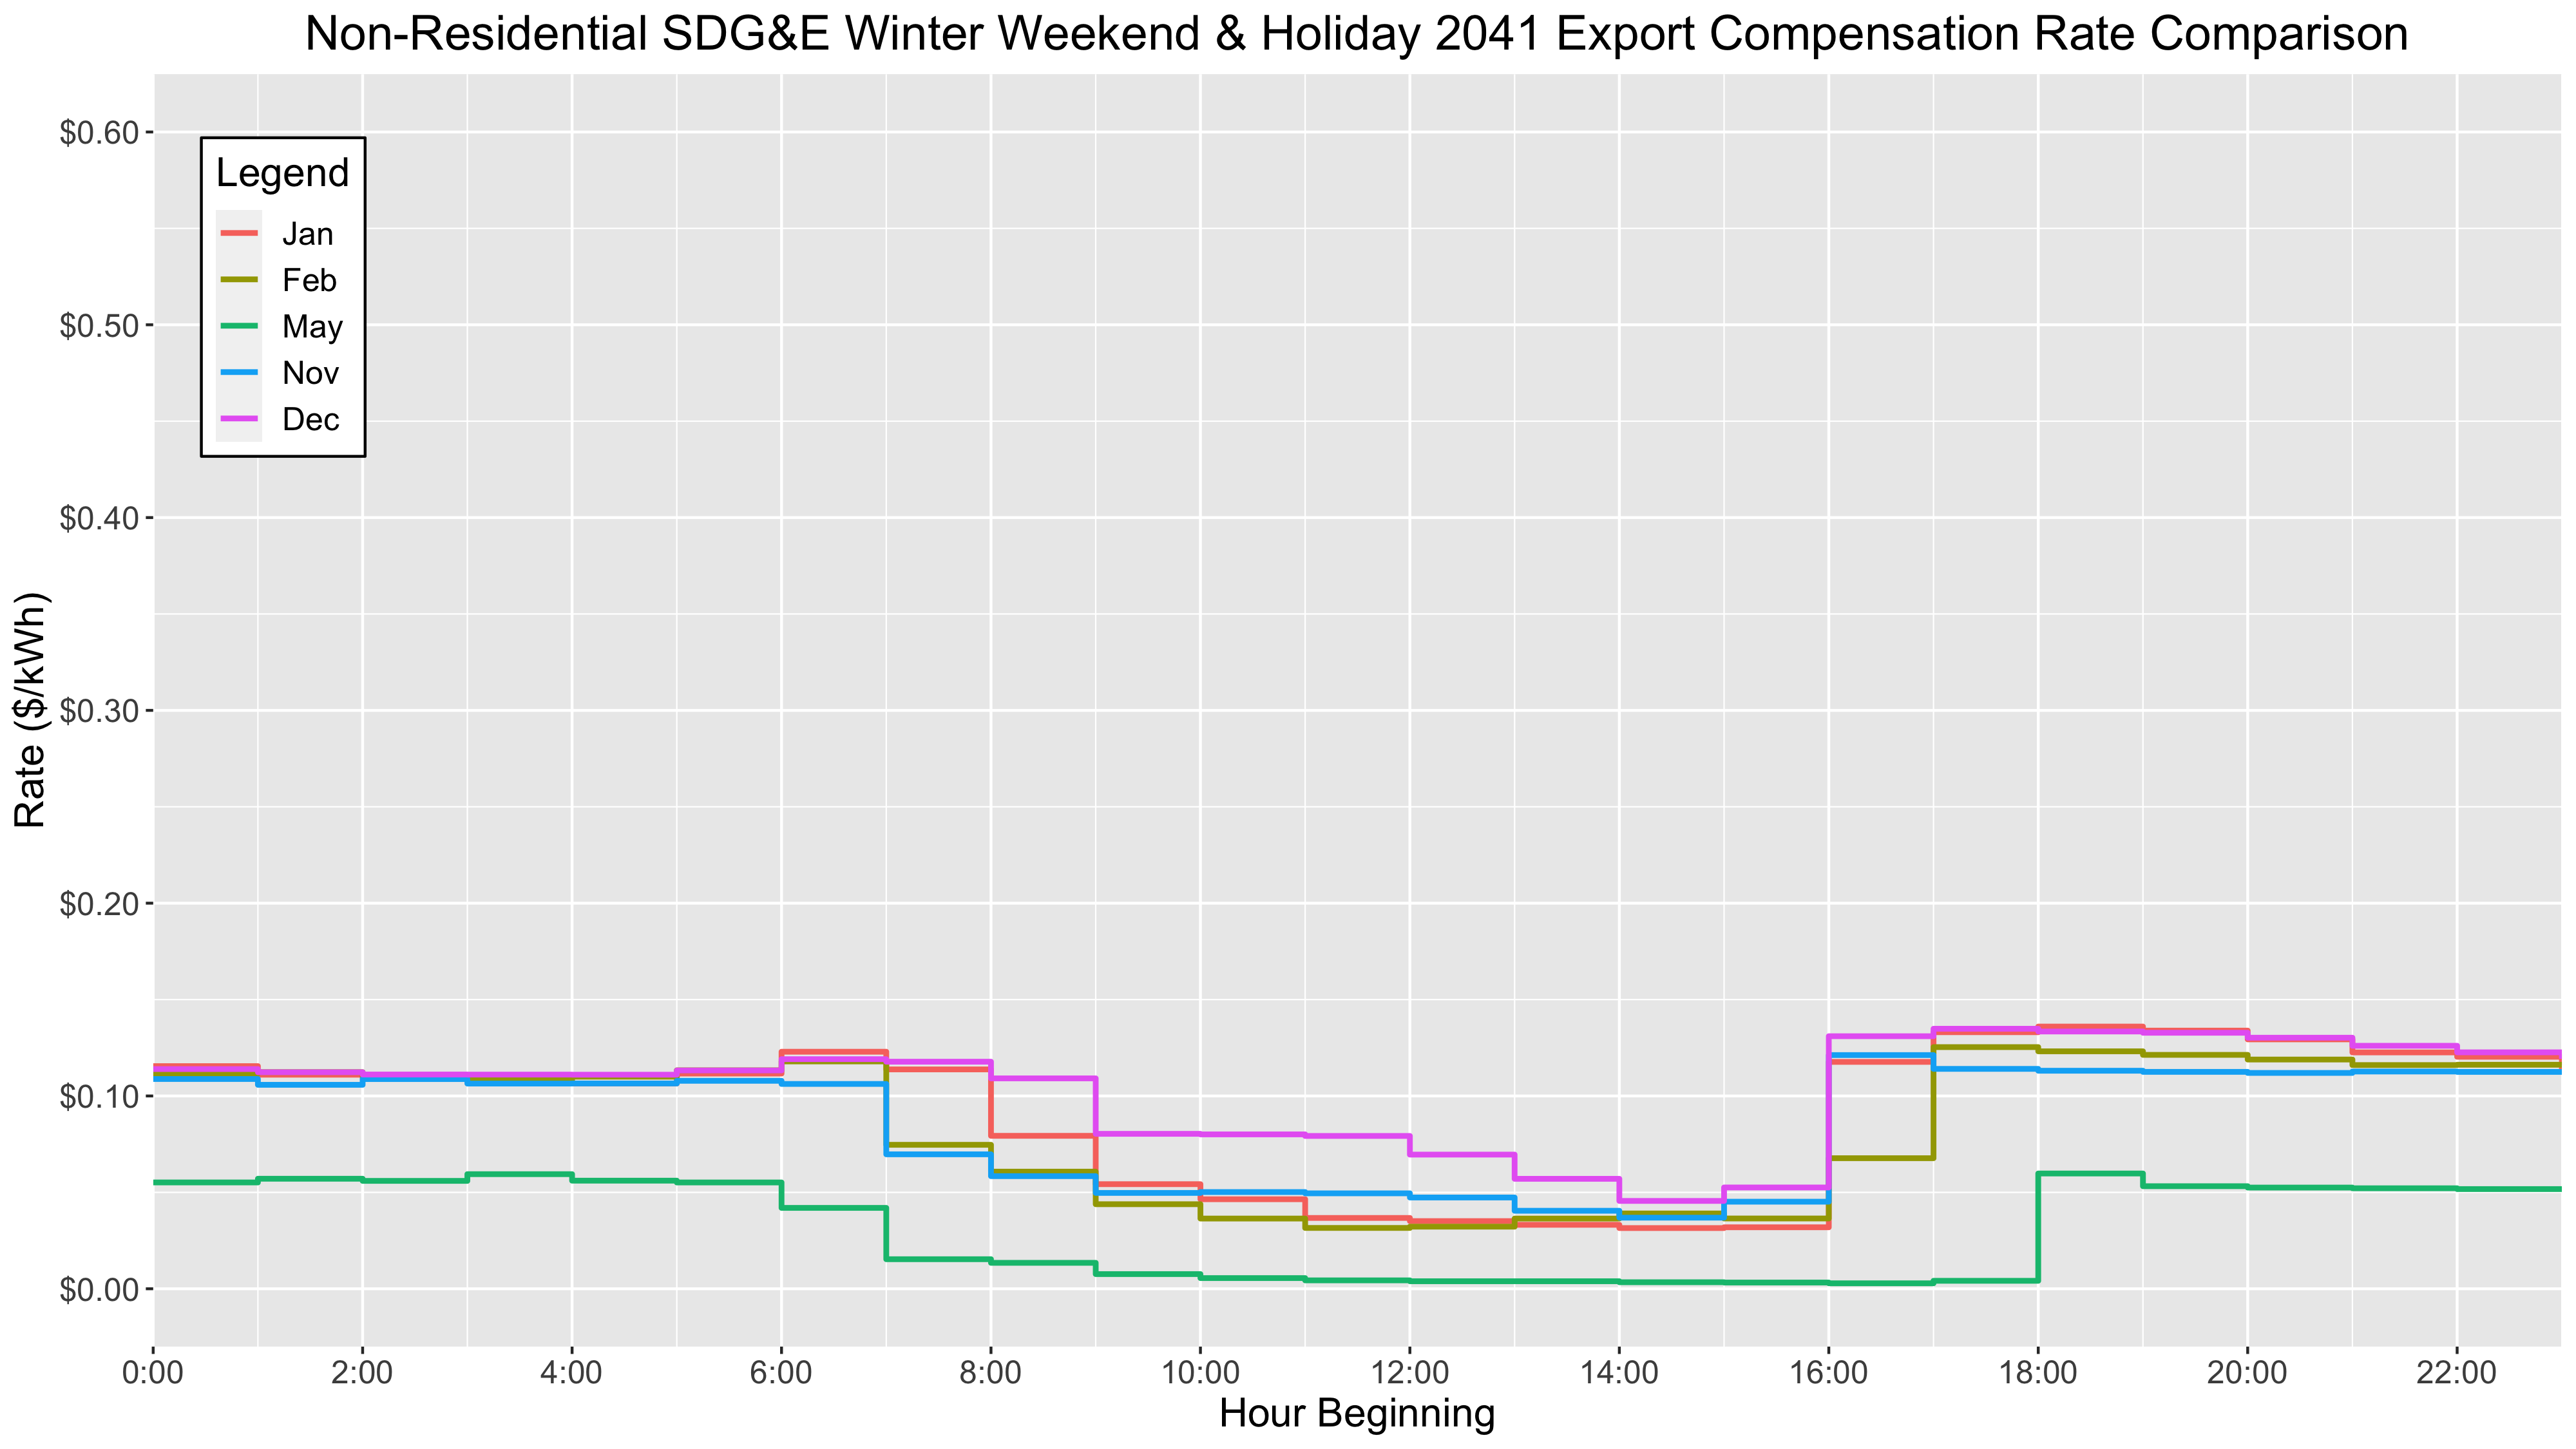 Non-Residential SDG&E Winter Weekend & Holiday 2041 Export Compensation Rate Comparison
$0.60
$0.50
$0.40
$0.30
$0.20
$0.10
$0.00
Rate ($/kWh)
Legend
Jan
Feb
May
Nov
Dec
0:00 2:00 4:00 6:00 8:00 10:00 12:00 14:00 16:00 18:00 20:00 22:00
Hour Beginning